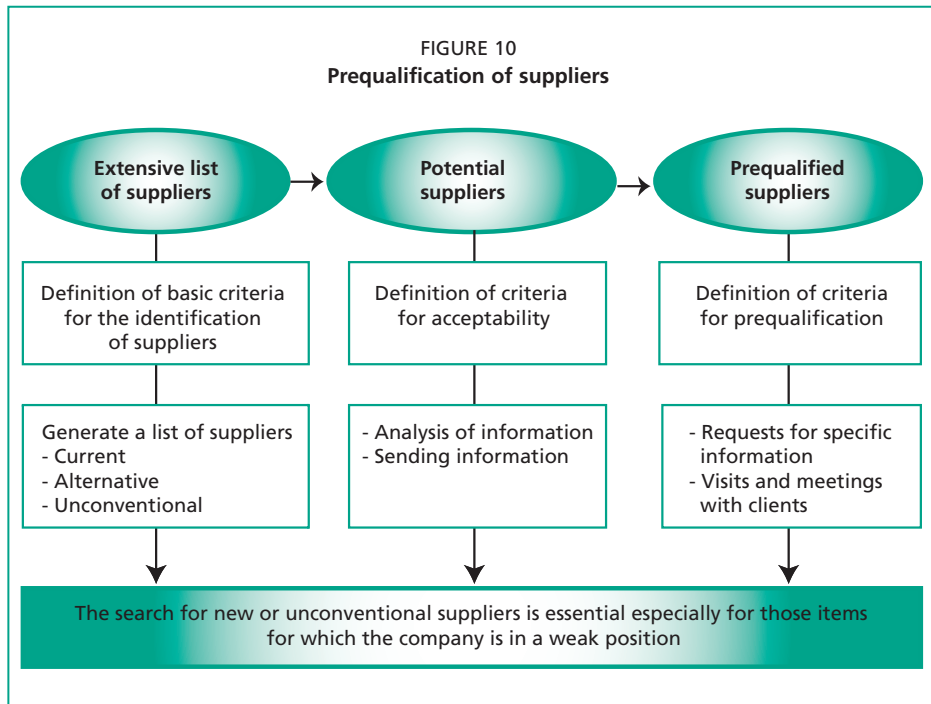 FIGURE 10
Prequalification of suppliers
Extensive list
of suppliers
Potential
suppliers
Prequalified
suppliers
Definition of basic criteria
for the identification
of suppliers
Definition of criteria
for acceptability
Definition of criteria
for prequalification
Generate a list of suppliers
- Current
- Alternative
- Unconventional
- Analysis of information
- Sending information
- Requests for specific
information
- Visits and meetings
with clients
The search for new or unconventional suppliers is essential especially for those items
for which the company is in a weak position